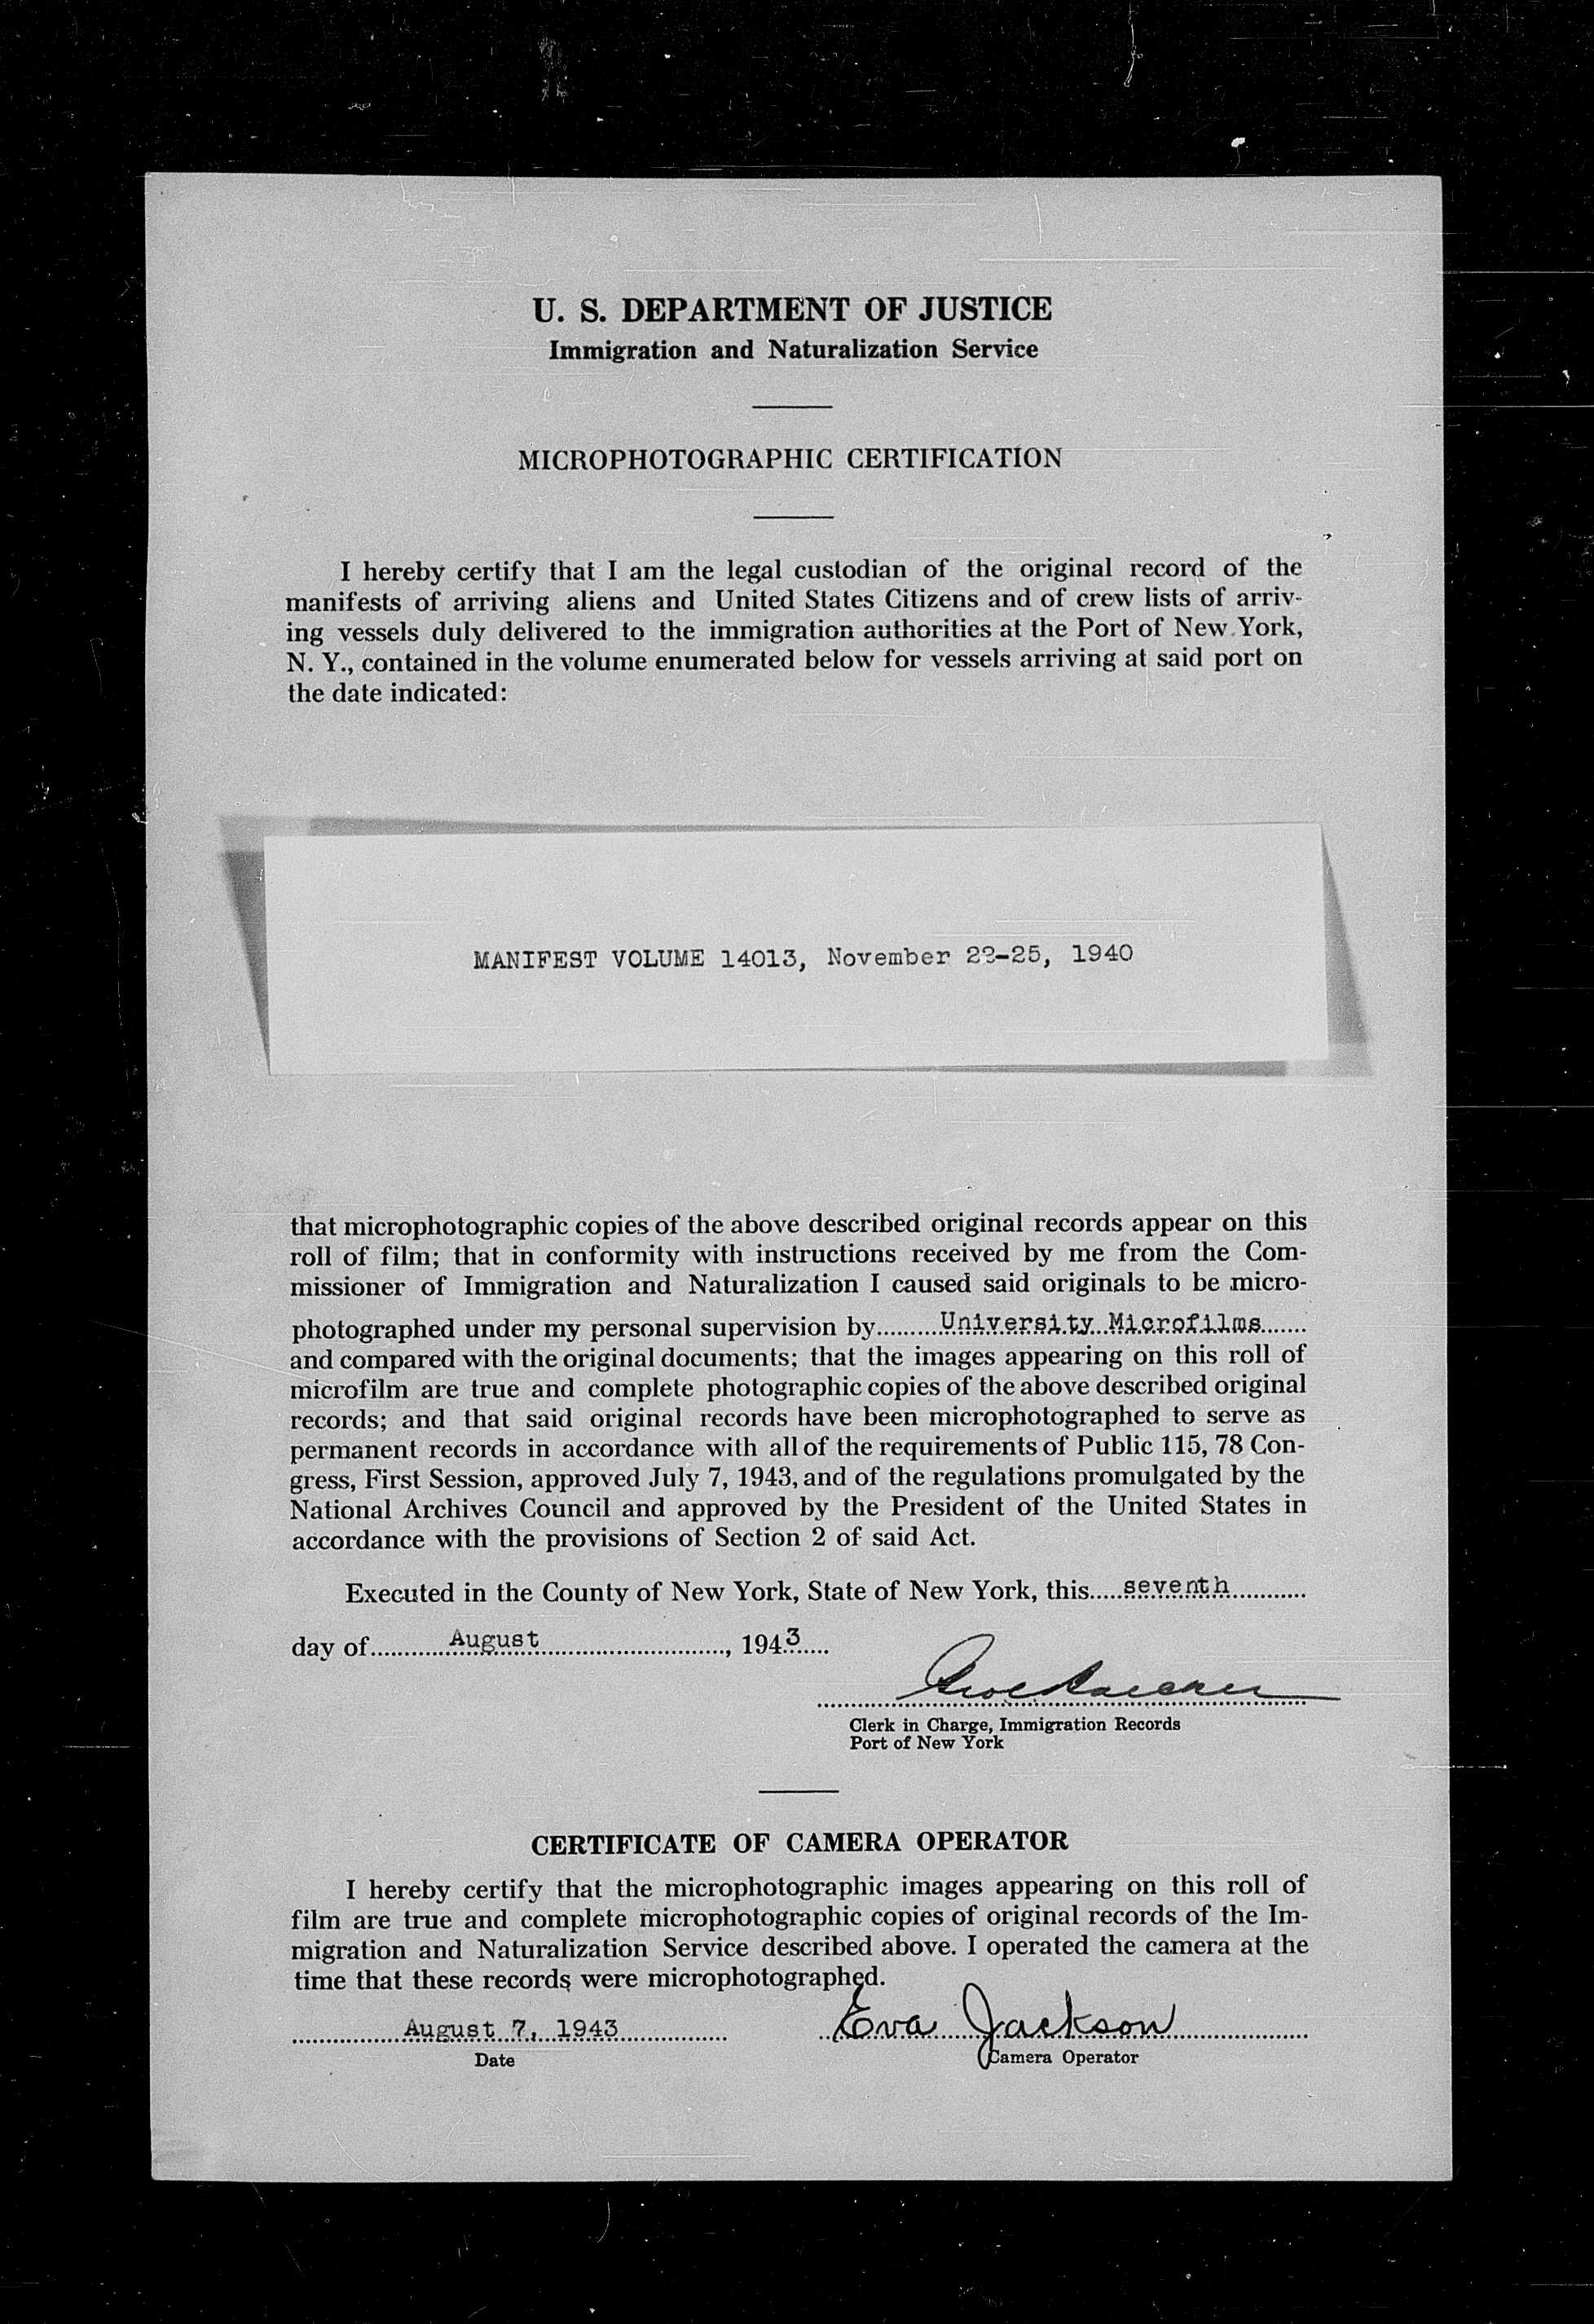 U. S. DEPARTMENT OF JUSTICE
Immigration and Naturalization Service
MICROPHOTOGRAPHIC CERTIFICATION
I hereby certify that I am the legal custodian of the original record of the
manifests of arriving aliens and United States Citizens and of crew lists of arriv-
ing vessels duly delivered to the immigration authorities at the Port of New York,
N. Y., contained in the volume enumerated below for vessels arriving at said port on
the date indicated:
MANIFEST VOLUME 14013, November 22-25, 1940
that microphotographic copies of the above described original records appear on this
roll of film; that in conformity with instructions received by me from the Com-
missioner of Immigration and Naturalization I caused said originals to be micro-
photographed under my personal supervision by University Microfilms
and compared with the original documents; that the images appearing on this roll of
microfilm are true and complete photographic copies of the above described original
records; and that said original records have been microphotographed to serve as
permanent records in accordance with all of the requirements of Public 115, 78 Con-
gress, First Session, approved July 7, 1943, and of the regulations promulgated by the
National Archives Council and approved by the President of the United States in
accordance with the provisions of Section 2 of said Act.
Executed in the County of New York, State of New York, this seventh
day of August, 1943
Clerk in Charge, Immigration Records
Port of New York
CERTIFICATE OF CAMERA OPERATOR
I hereby certify that the microphotographic images appearing on this roll of
film are true and complete microphotographic copies of original records of the Im-
migration and Naturalization Service described above. I operated the camera at the
time that these records were microphotographed.
August 7, 1943 Eva Jackson
Date Camera Operator